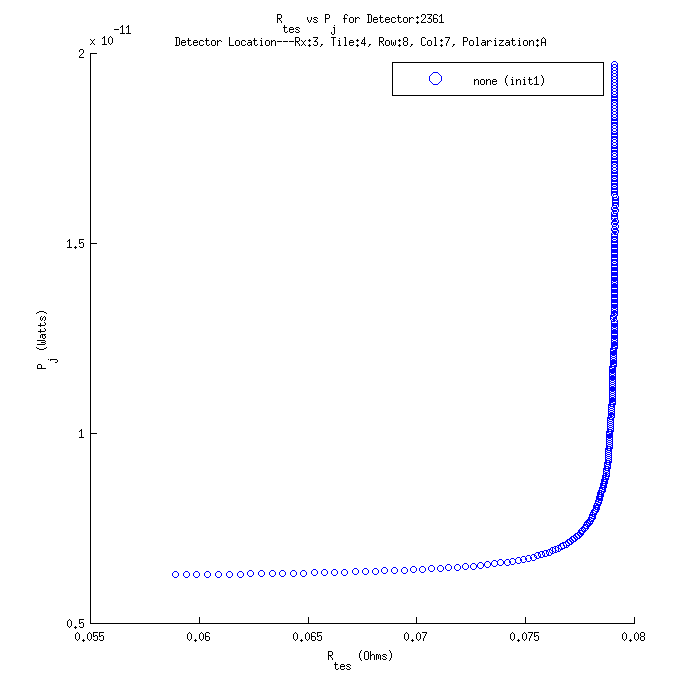 R_tes vs P_j for Detector:2361
x 10^-11
Detector Location---Rx:3, Tile:4, Row:8, Col:7, Polarization:A
2
none (init1)
1.5
P_j (Watts)
1
0.5
0.055 0.06 0.065 0.07 0.075 0.08
R_tes (Ohms)